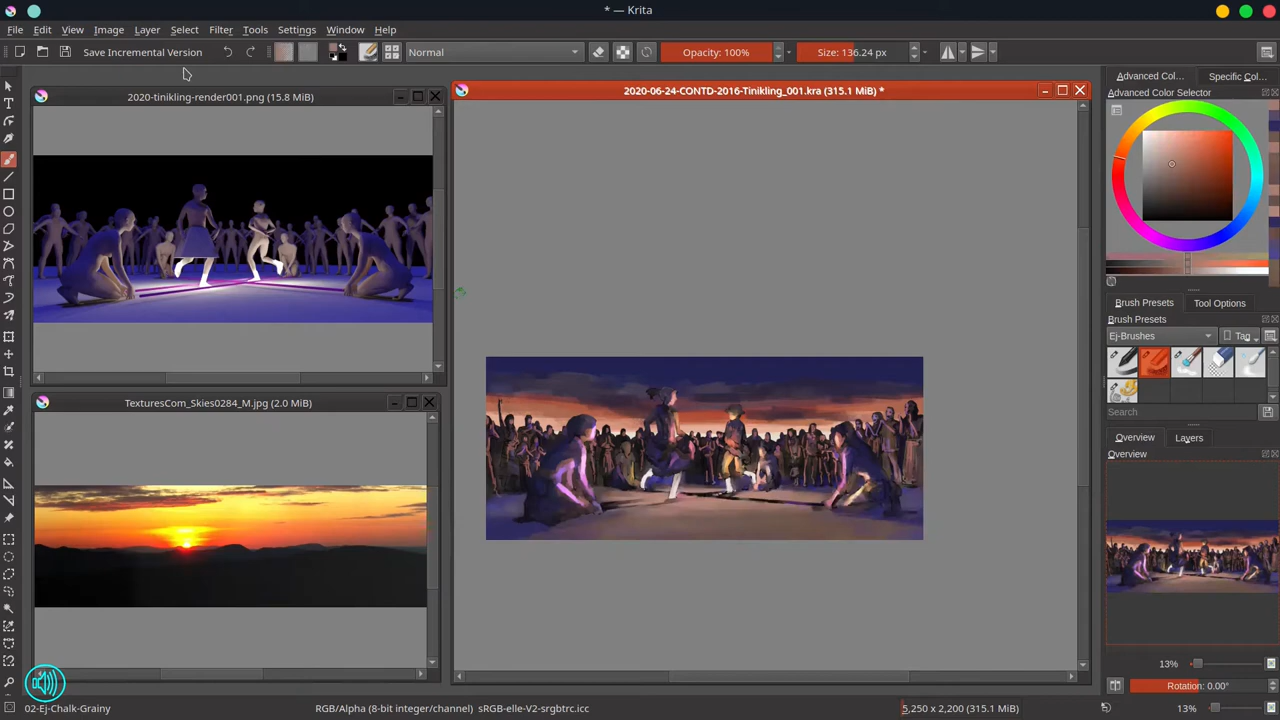 * — Krita
File Edit View Image Layer Select Filter Tools Settings Window Help
Save Incremental Version Normal Opacity: 100% Size: 136.24 px
2020-tinikling-render001.png (15.8 MiB)
2020-06-24-CONTD-2016-Tinikling_001.kra (315.1 MiB) *
Advanced Col... Specific Col...
Advanced Color Selector
Brush Presets Tool Options
Brush Presets
Ej-Brushes Tag
Search
TexturesCom_Skies0284_M.jpg (2.0 MiB)
Overview Layers
Overview
13%
Rotation: 0.00°
02-Ej-Chalk-Grainy RGB/Alpha (8-bit integer/channel) sRGB-elle-V2-srgbtrc.icc 5,250 x 2,200 (315.1 MiB) 13%